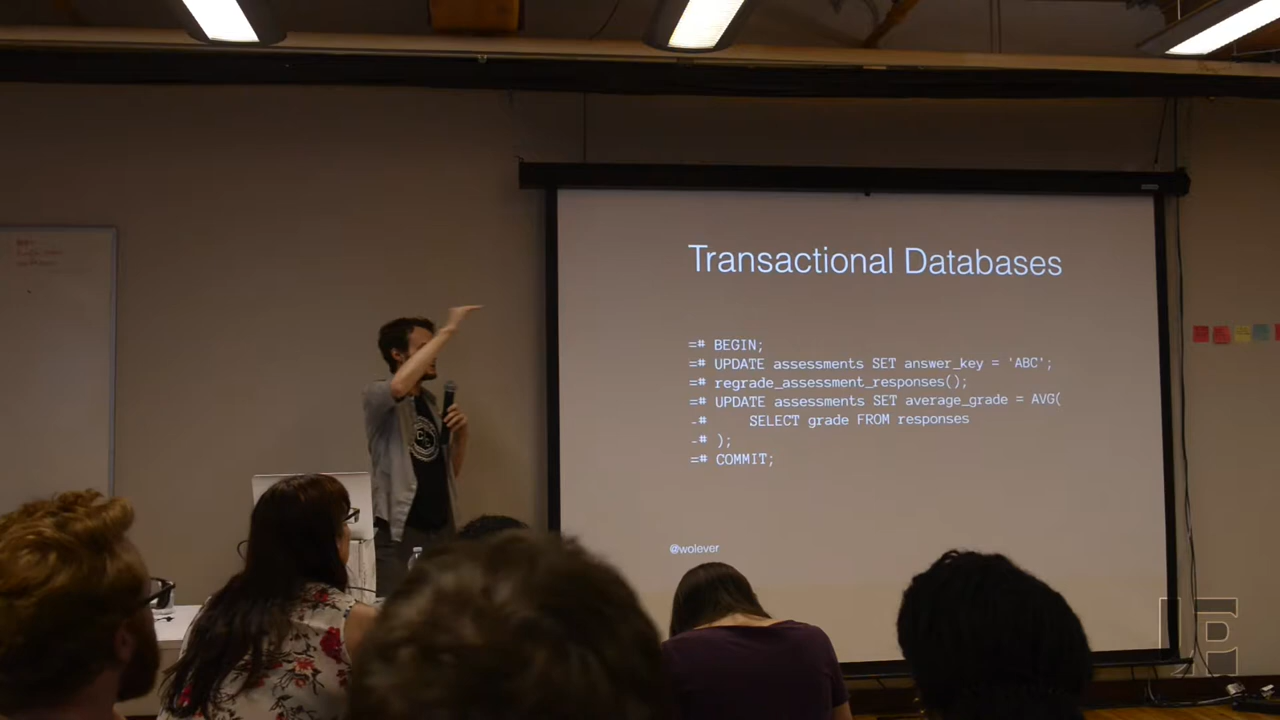 Transactional Databases
=# BEGIN;
=# UPDATE assessments SET answer_key = 'ABC';
=# regrade_assessment_responses();
=# UPDATE assessments SET average_grade = AVG(
-#     SELECT grade FROM responses
-# );
=# COMMIT;
@wolever